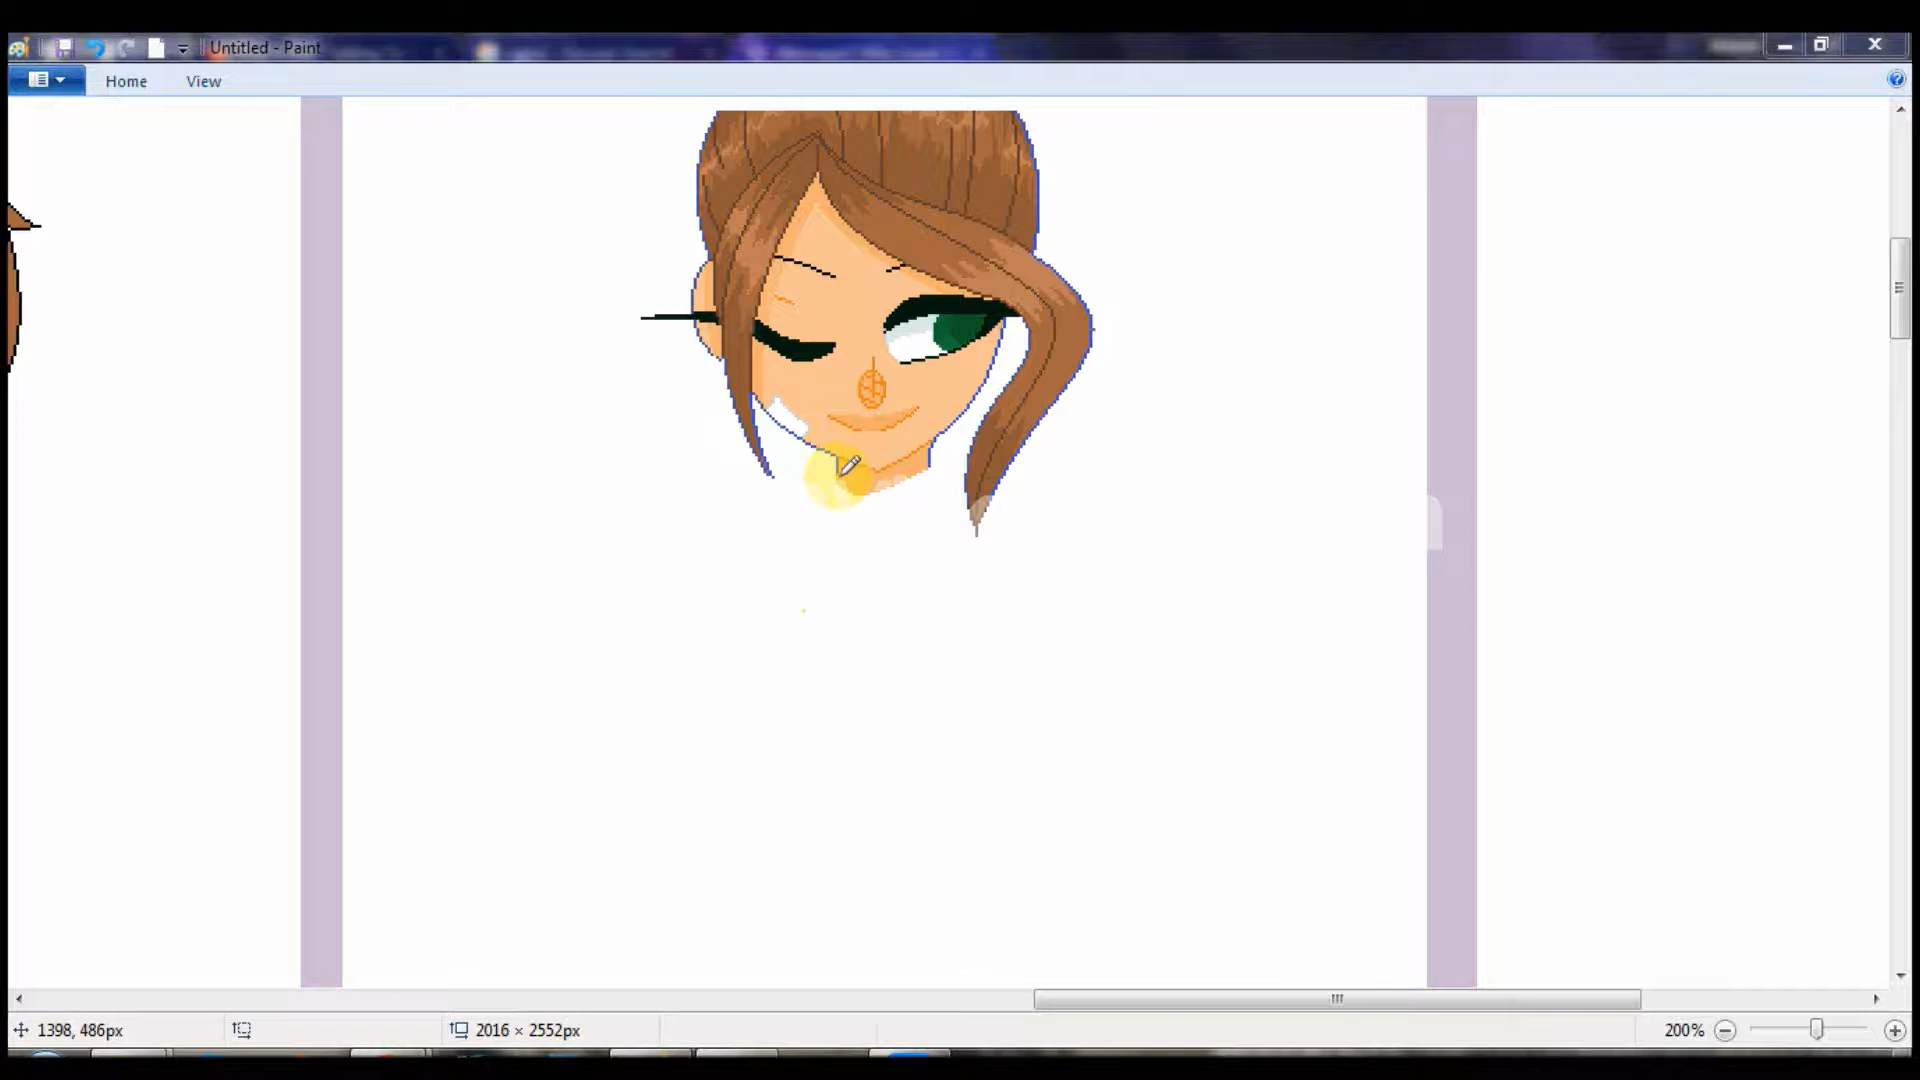 Untitled - Paint
Home View
1398, 486px
2016 × 2552px
200%